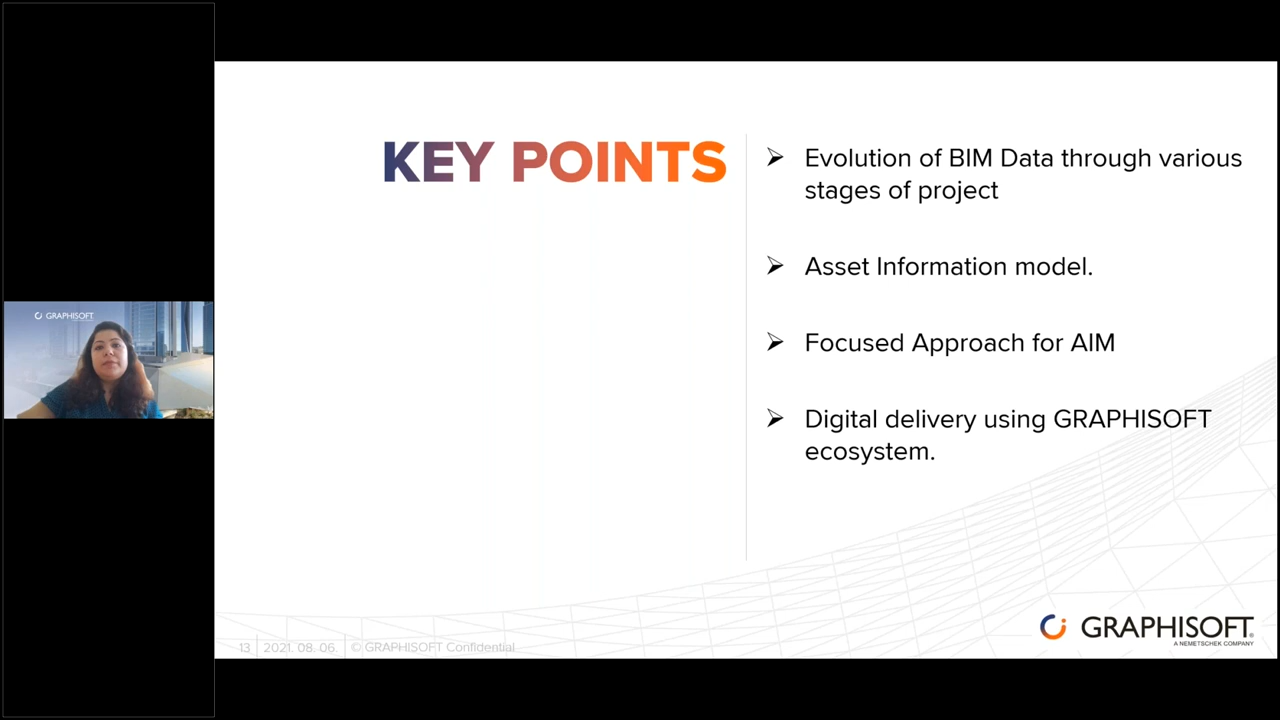 GRAPHISOFT
KEY POINTS
Evolution of BIM Data through various
stages of project
Asset Information model.
Focused Approach for AIM
Digital delivery using GRAPHISOFT
ecosystem.
13 2021. 08. 06. © GRAPHISOFT Confidential
GRAPHISOFT®
A NEMETSCHEK COMPANY